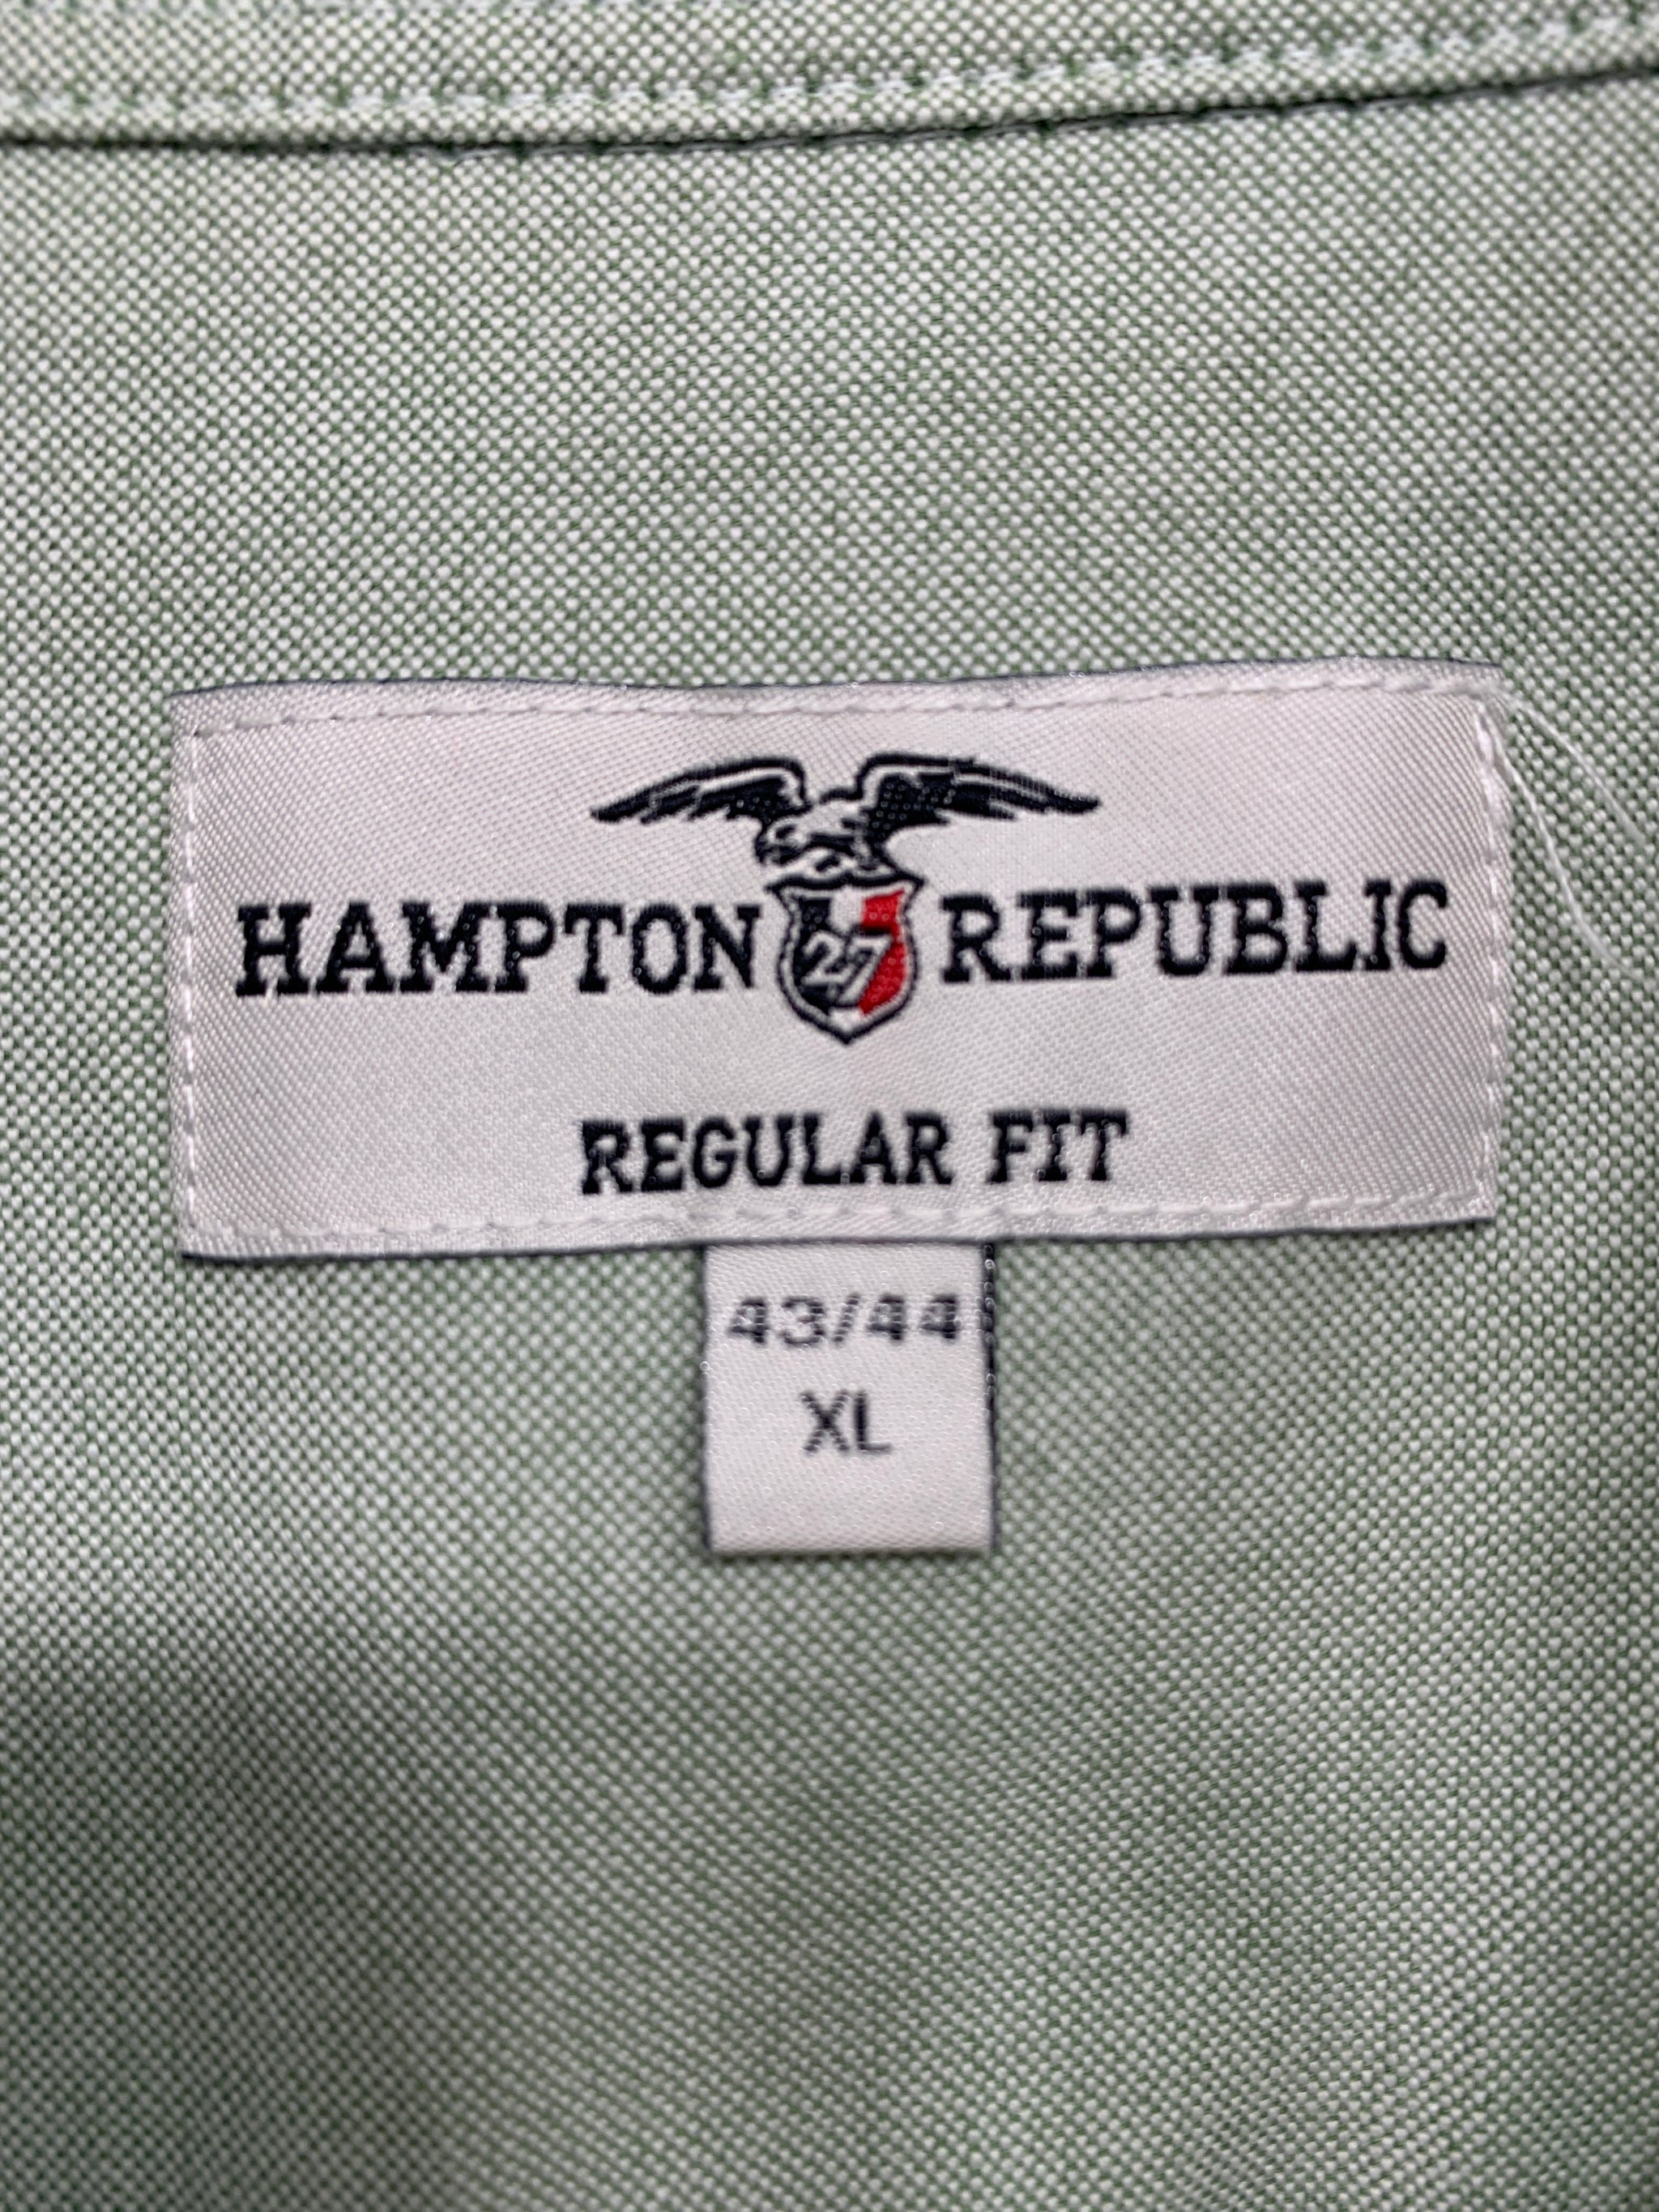 HAMPTON 27 REPUBLIC
REGULAR FIT
43/44
XL